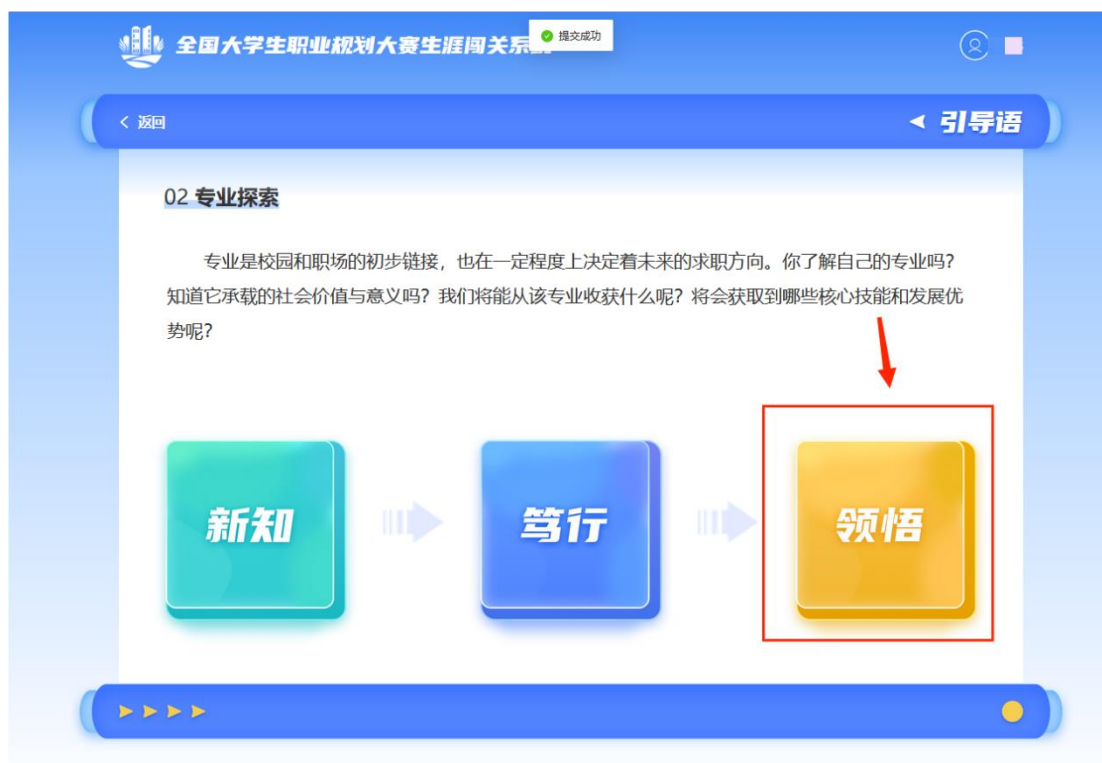 全国大学生职业规划大赛生涯闯关系
提交成功
返回
引导语
02 专业探索
专业是校园和职场的初步链接，也在一定程度上决定着未来的求职方向。你了解自己的专业吗？
知道它承载的社会价值与意义吗？我们将能从该专业收获什么呢？将会获取到哪些核心技能和发展优
势呢？
新知
笃行
领悟